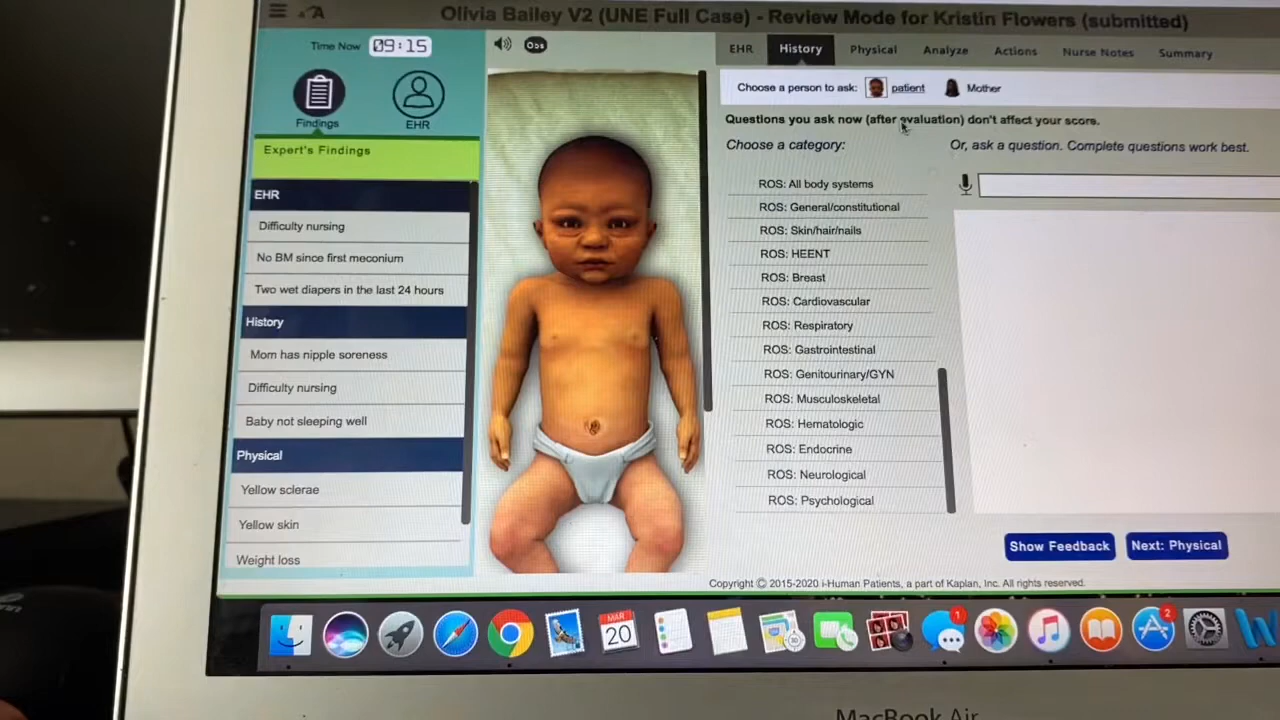 Olivia Bailey V2 (UNE Full Case) - Review Mode for Kristin Flowers (submitted)
Time Now 09:15
Obs
EHR History Physical Analyze Actions Nurse Notes Summary
Findings EHR
Choose a person to ask: patient Mother
Questions you ask now (after evaluation) don't affect your score.
Choose a category:
Or, ask a question. Complete questions work best.
Expert's Findings
EHR
Difficulty nursing
No BM since first meconium
Two wet diapers in the last 24 hours
History
Mom has nipple soreness
Difficulty nursing
Baby not sleeping well
Physical
Yellow sclerae
Yellow skin
Weight loss
ROS: All body systems
ROS: General/constitutional
ROS: Skin/hair/nails
ROS: HEENT
ROS: Breast
ROS: Cardiovascular
ROS: Respiratory
ROS: Gastrointestinal
ROS: Genitourinary/GYN
ROS: Musculoskeletal
ROS: Hematologic
ROS: Endocrine
ROS: Neurological
ROS: Psychological
Show Feedback Next: Physical
Copyright © 2015-2020 i-Human Patients, a part of Kaplan, Inc. All rights reserved.
MAR
20
1
2
MacBook Air